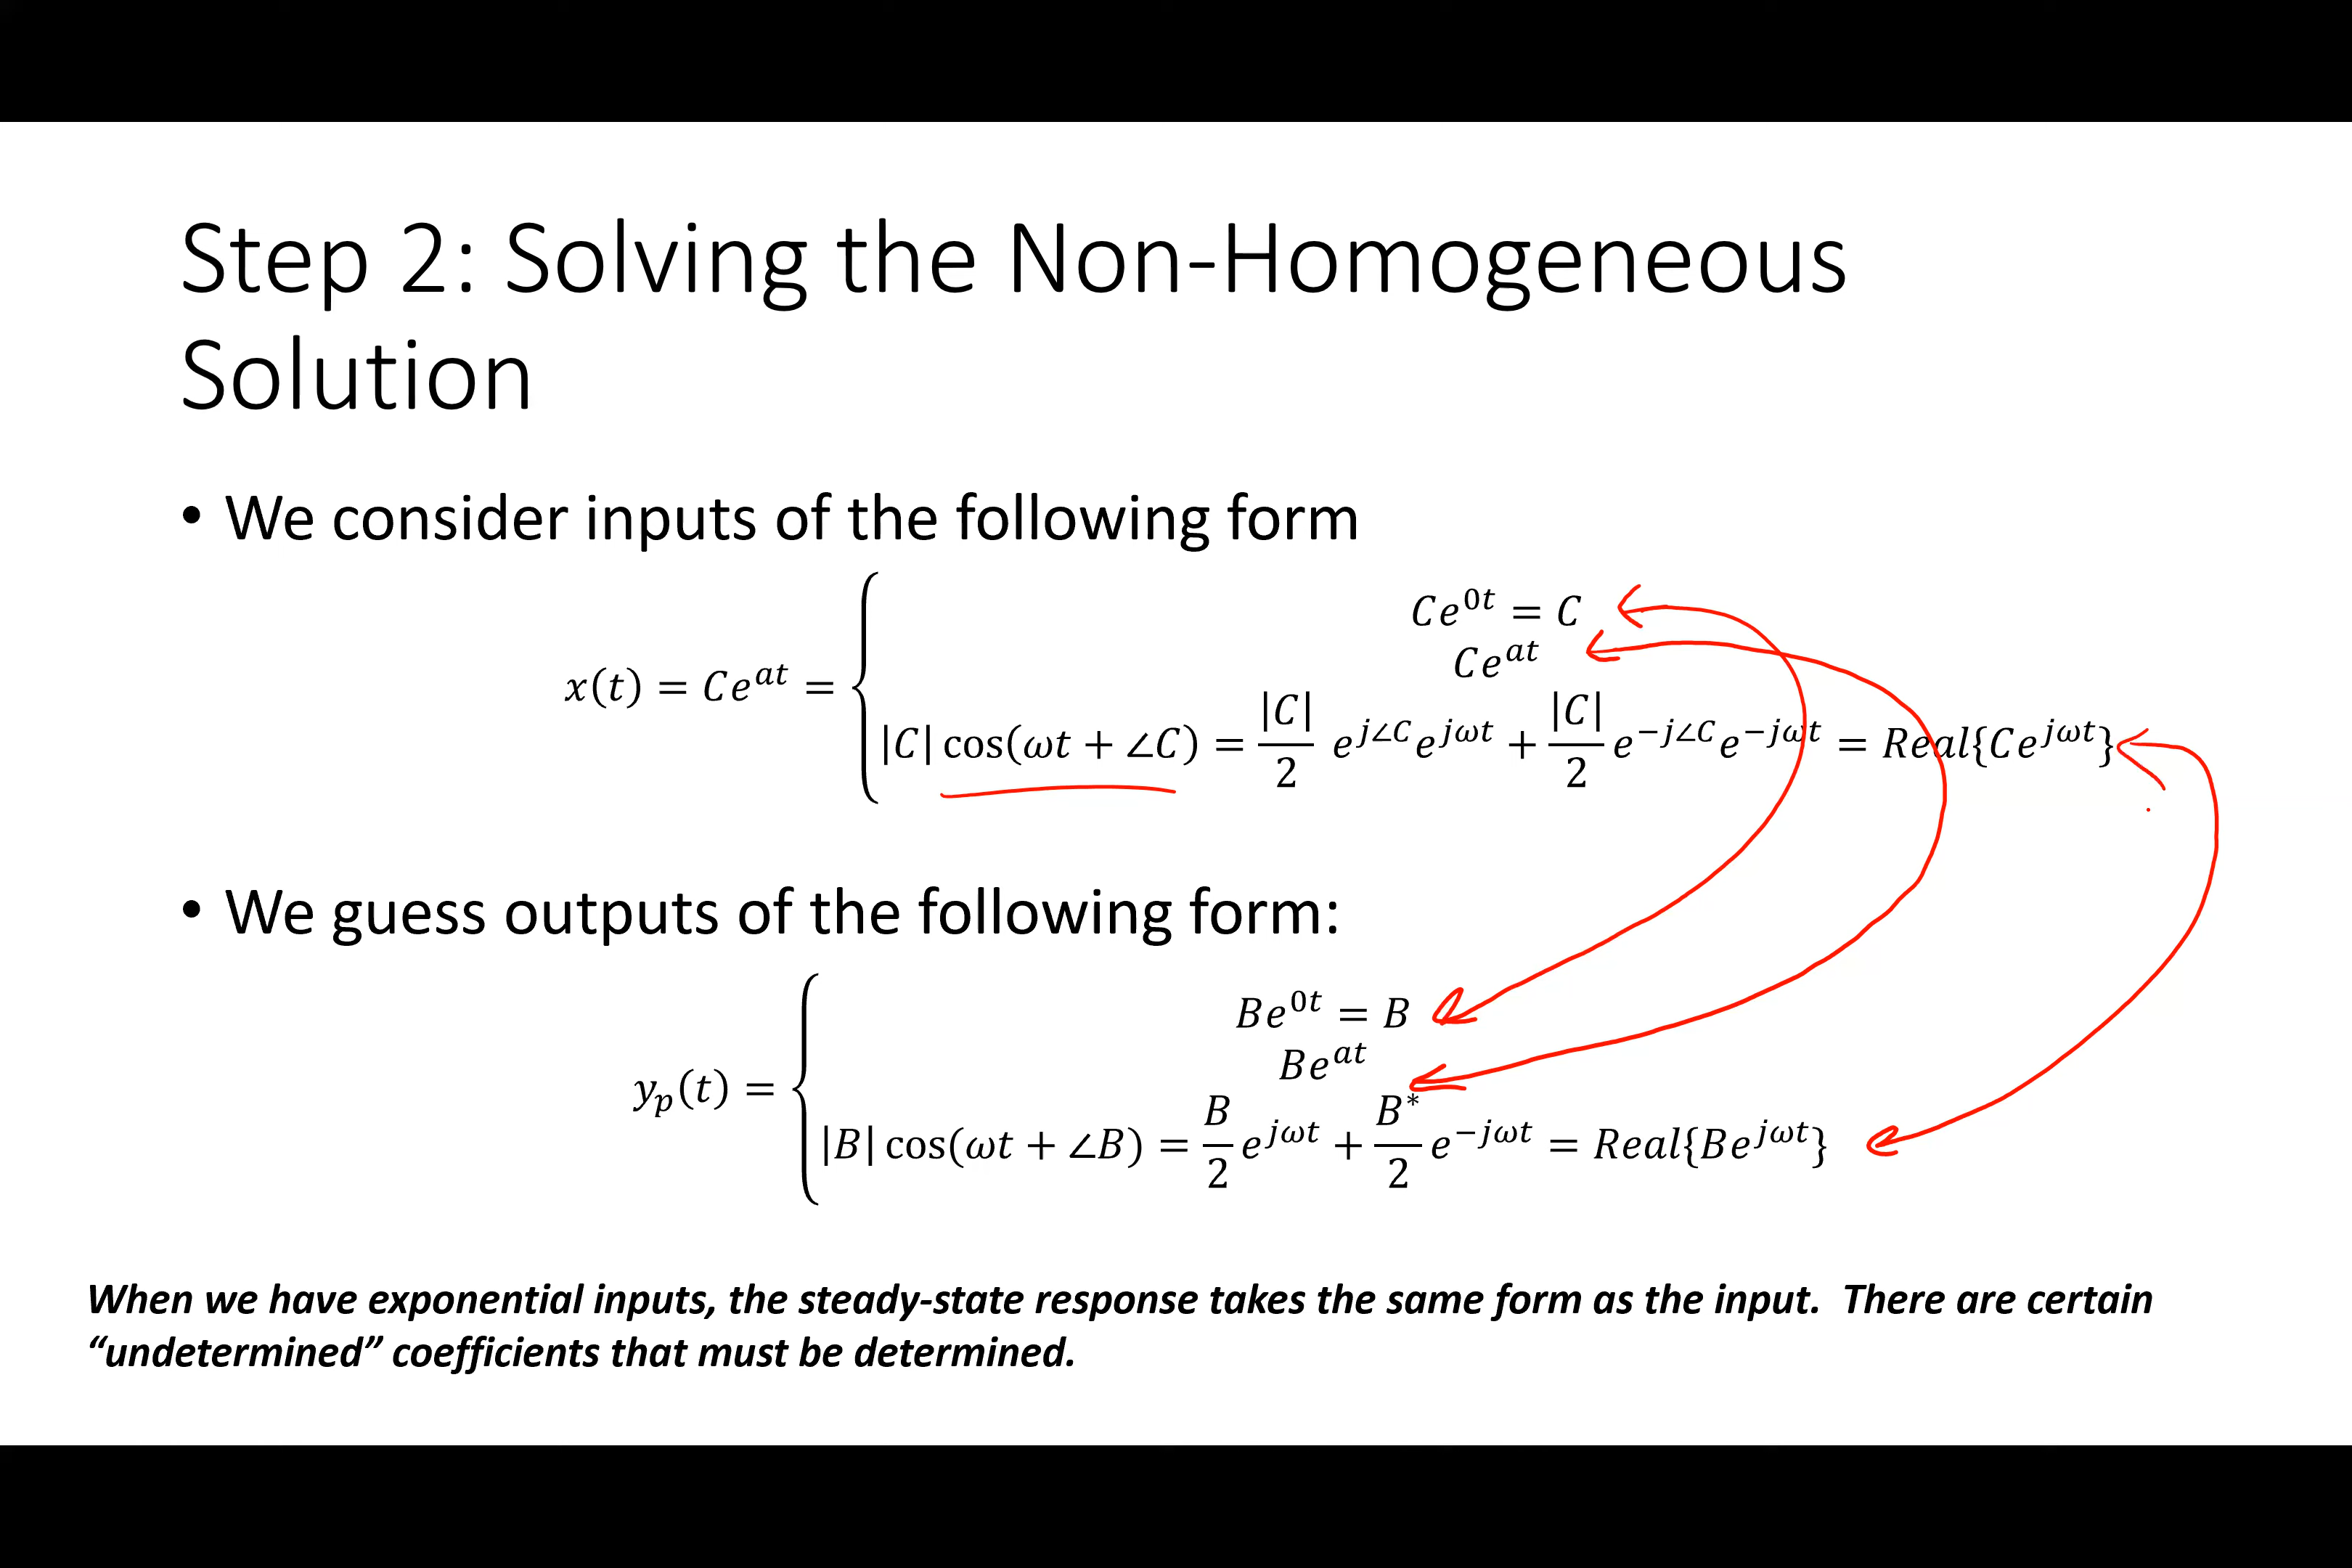 Step 2: Solving the Non-Homogeneous
Solution
• We consider inputs of the following form
Ce^{0t} = C
Ce^{at}
x(t) = Ce^{at} = {
|C| cos(ωt + ∠C) = |C|/2 e^{j∠C}e^{jωt} + |C|/2 e^{−j∠C}e^{−jωt} = Real{Ce^{jωt}}
• We guess outputs of the following form:
Be^{0t} = B
Be^{at}
y_p(t) = {
|B| cos(ωt + ∠B) = B/2 e^{jωt} + B*/2 e^{−jωt} = Real{Be^{jωt}}
When we have exponential inputs, the steady-state response takes the same form as the input.  There are certain
“undetermined” coefficients that must be determined.